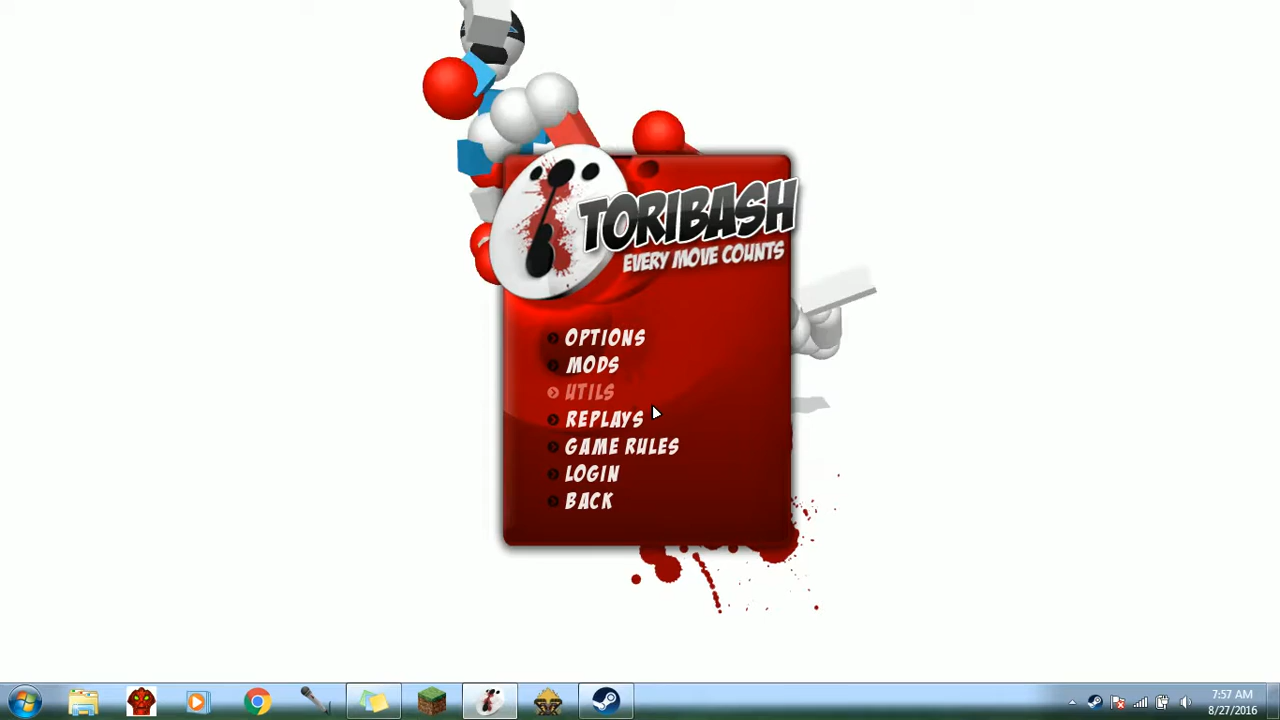 TORIBASH
EVERY MOVE COUNTS
OPTIONS
MODS
UTILS
REPLAYS
GAME RULES
LOGIN
BACK
7:57 AM
8/27/2016